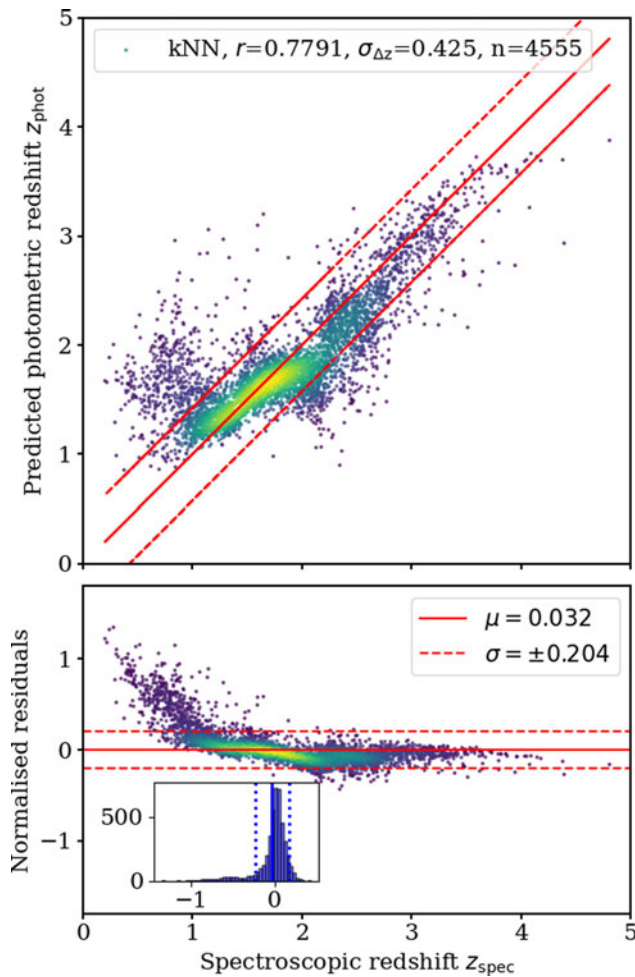 5
kNN, r=0.7791, σΔz=0.425, n=4555
4
3
2
1
0
Predicted photometric redshift zphot
μ = 0.032
σ = ±0.204
1
0
−1
Normalised residuals
500
0
−1 0
0 1 2 3 4 5
Spectroscopic redshift zspec